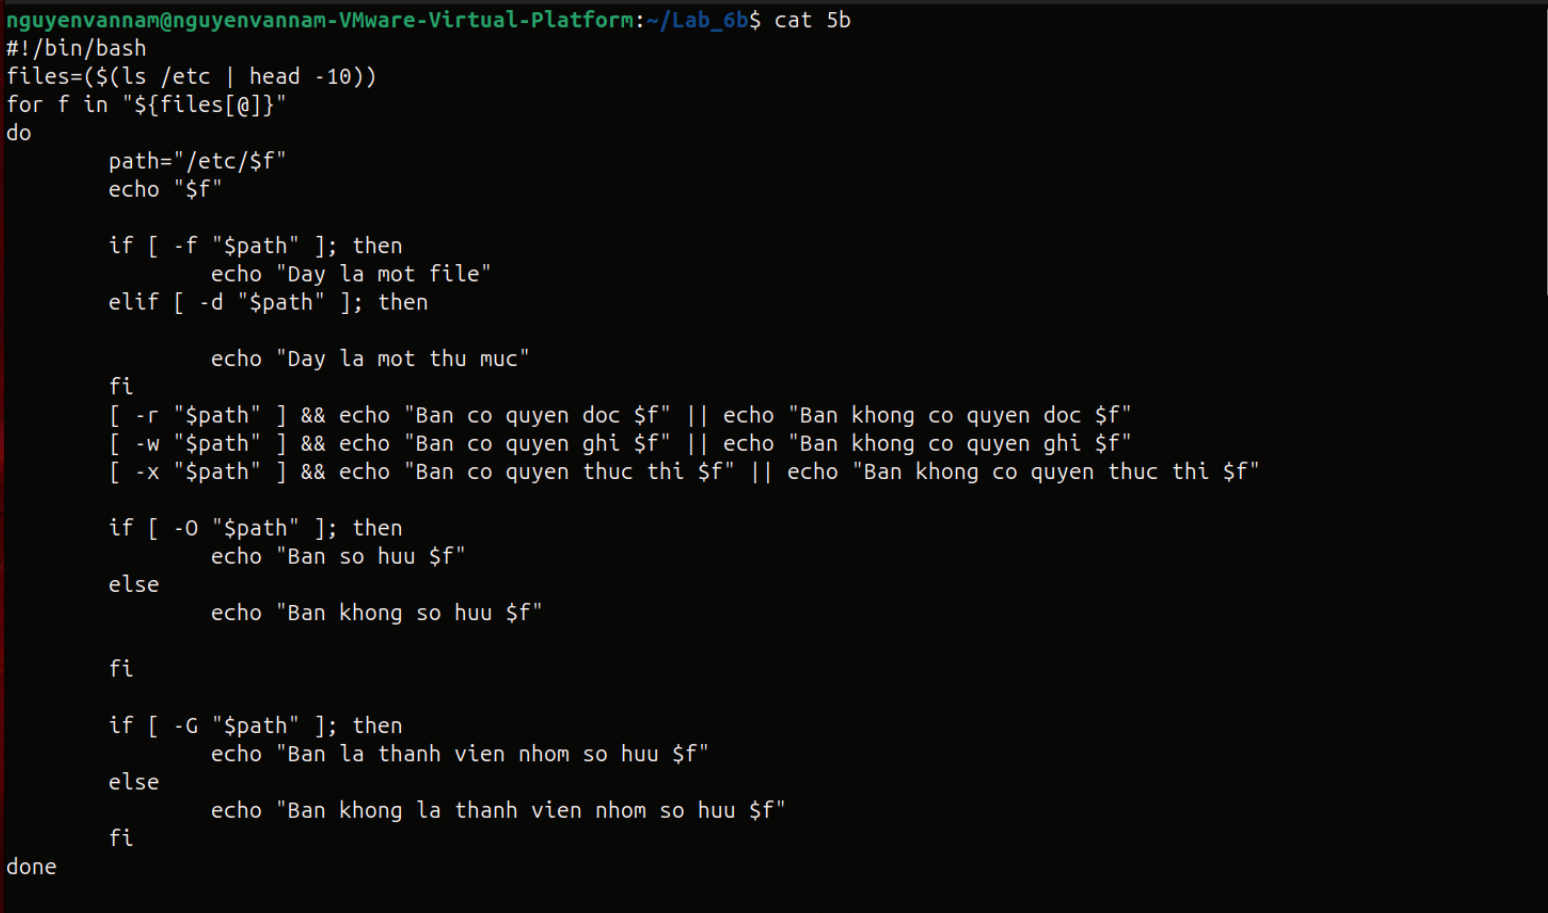 nguyenvannam@nguyenvannam-VMware-Virtual-Platform:~/Lab_6b$ cat 5b
#!/bin/bash
files=($(ls /etc | head -10))
for f in "${files[@]}"
do
        path="/etc/$f"
        echo "$f"

        if [ -f "$path" ]; then
                echo "Day la mot file"
        elif [ -d "$path" ]; then

                echo "Day la mot thu muc"
        fi
        [ -r "$path" ] && echo "Ban co quyen doc $f" || echo "Ban khong co quyen doc $f"
        [ -w "$path" ] && echo "Ban co quyen ghi $f" || echo "Ban khong co quyen ghi $f"
        [ -x "$path" ] && echo "Ban co quyen thuc thi $f" || echo "Ban khong co quyen thuc thi $f"

        if [ -O "$path" ]; then
                echo "Ban so huu $f"
        else
                echo "Ban khong so huu $f"

        fi

        if [ -G "$path" ]; then
                echo "Ban la thanh vien nhom so huu $f"
        else
                echo "Ban khong la thanh vien nhom so huu $f"
        fi
done